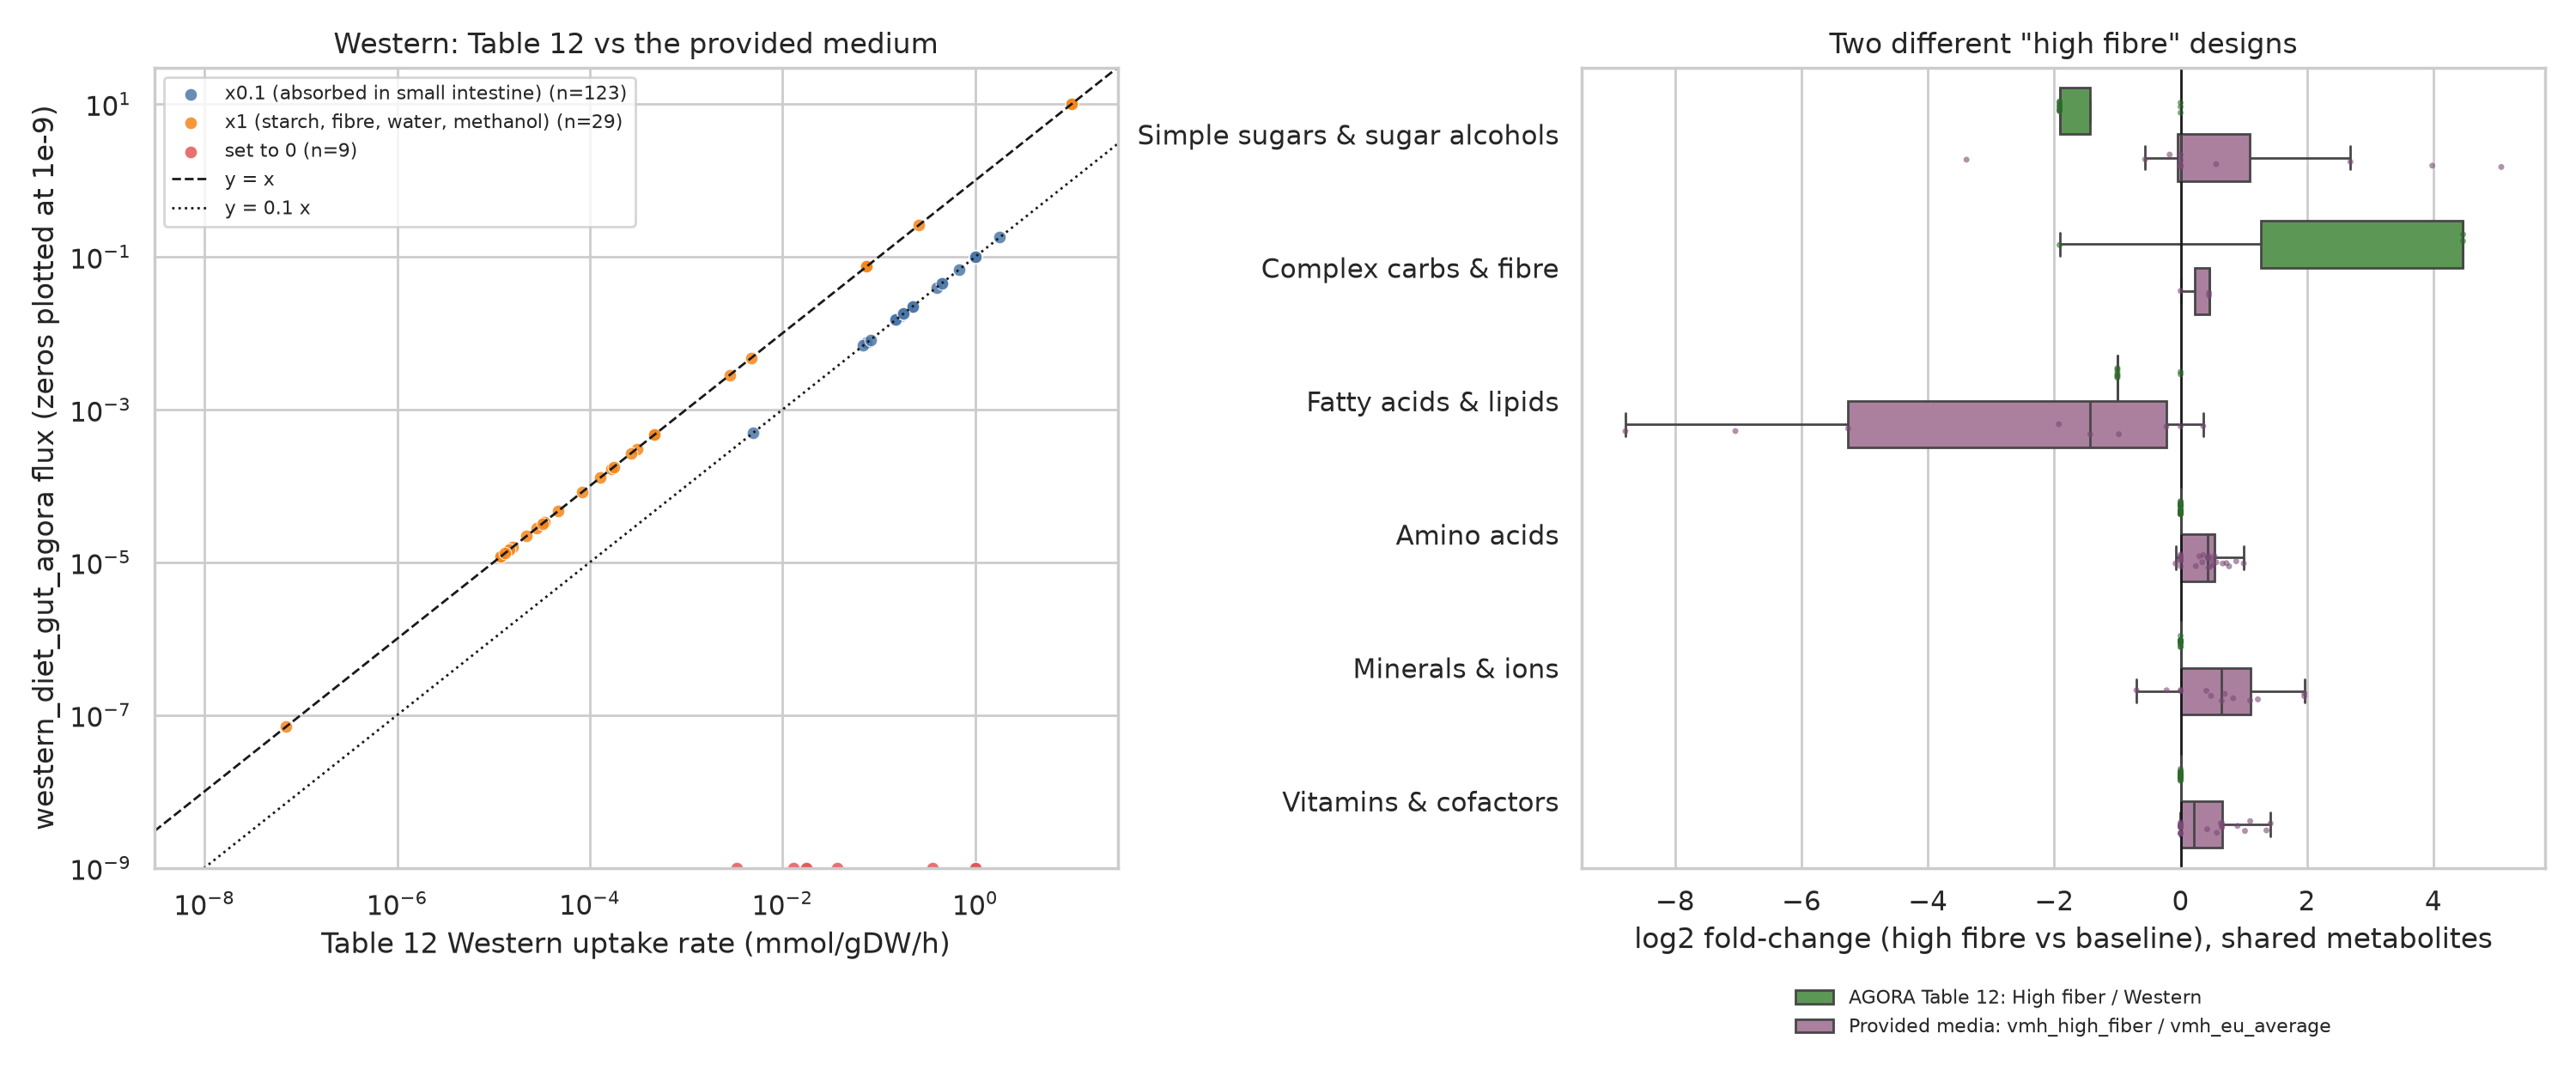 Western: Table 12 vs the provided medium
x0.1 (absorbed in small intestine) (n=123)
x1 (starch, fibre, water, methanol) (n=29)
set to 0 (n=9)
y = x
y = 0.1 x
western_diet_gut_agora flux (zeros plotted at 1e-9)
10¹
10⁻¹
10⁻³
10⁻⁵
10⁻⁷
10⁻⁹
10⁻⁸ 10⁻⁶ 10⁻⁴ 10⁻² 10⁰
Table 12 Western uptake rate (mmol/gDW/h)
Two different "high fibre" designs
Simple sugars & sugar alcohols
Complex carbs & fibre
Fatty acids & lipids
Amino acids
Minerals & ions
Vitamins & cofactors
−8 −6 −4 −2 0 2 4
log2 fold-change (high fibre vs baseline), shared metabolites
AGORA Table 12: High fiber / Western
Provided media: vmh_high_fiber / vmh_eu_average